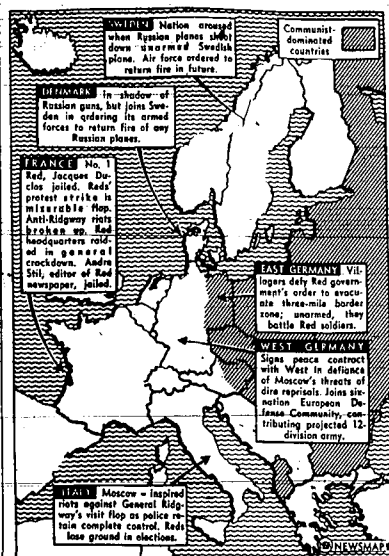 SWEDEN Nation aroused
when Russian planes shoot
down unarmed Swedish
plane. Air force ordered to
return fire in future.
Communist-
dominated
countries
DENMARK In shadow of
Russian guns, but joins Swe-
den in ordering its armed
forces to return fire of any
Russian planes.
FRANCE No. 1
Red, Jacques Du-
clos jailed. Reds'
protest strike is
miserable flop.
Anti-Ridgway riots
broken up. Red
headquarters raid-
ed in general
crackdown. Andre
Stil, editor of Red
newspaper, jailed.
EAST GERMANY Vil-
lagers defy Red govern-
ment's order to evacu-
ate three-mile border
zone; unarmed, they
battle Red soldiers.
WEST GERMANY
Signs peace contract
with West in defiance
of Moscow's threats of
dire reprisals. Joins six-
nation European De-
fense Community, con-
tributing projected 12-
division army.
ITALY Moscow-inspired
riots against General Ridg-
way's visit flop as police re-
tain complete control. Reds
lose ground in elections.
NEWSMAP